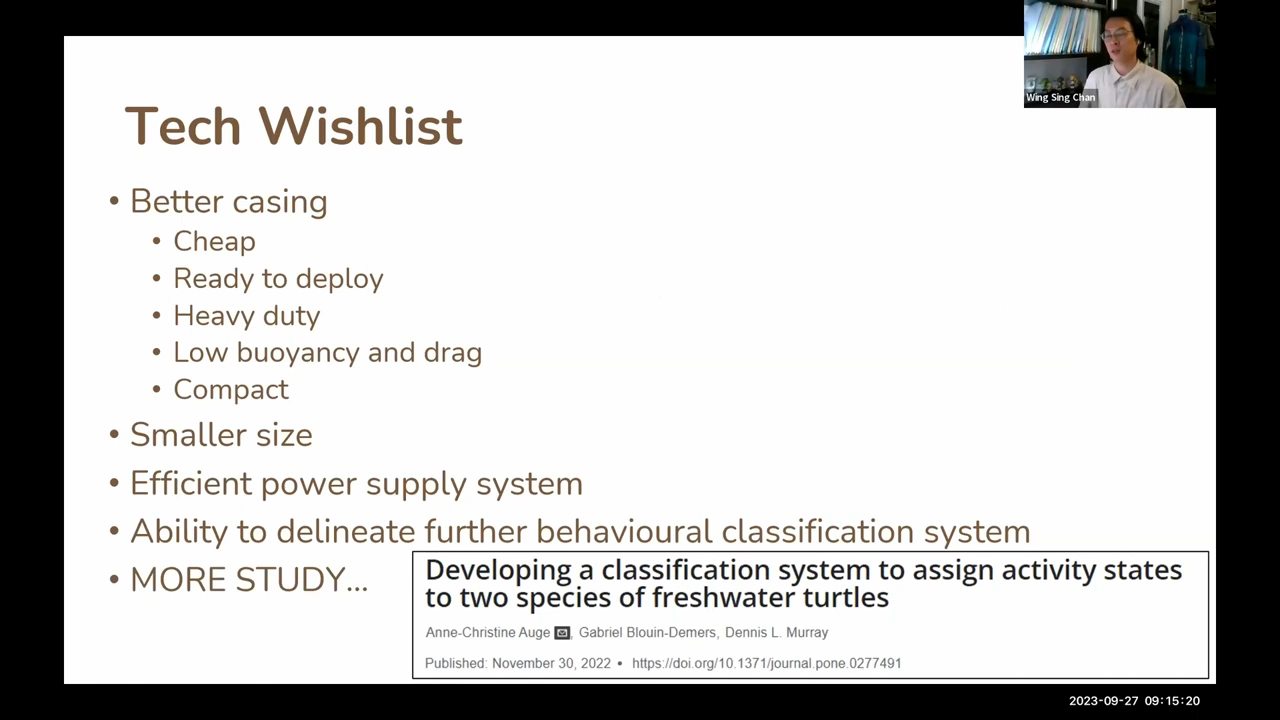 Wing Sing Chan
Tech Wishlist
• Better casing
• Cheap
• Ready to deploy
• Heavy duty
• Low buoyancy and drag
• Compact
• Smaller size
• Efficient power supply system
• Ability to delineate further behavioural classification system
• MORE STUDY...
Developing a classification system to assign activity states
to two species of freshwater turtles
Anne-Christine Auge, Gabriel Blouin-Demers, Dennis L. Murray
Published: November 30, 2022 • https://doi.org/10.1371/journal.pone.0277491
2023-09-27 09:15:20